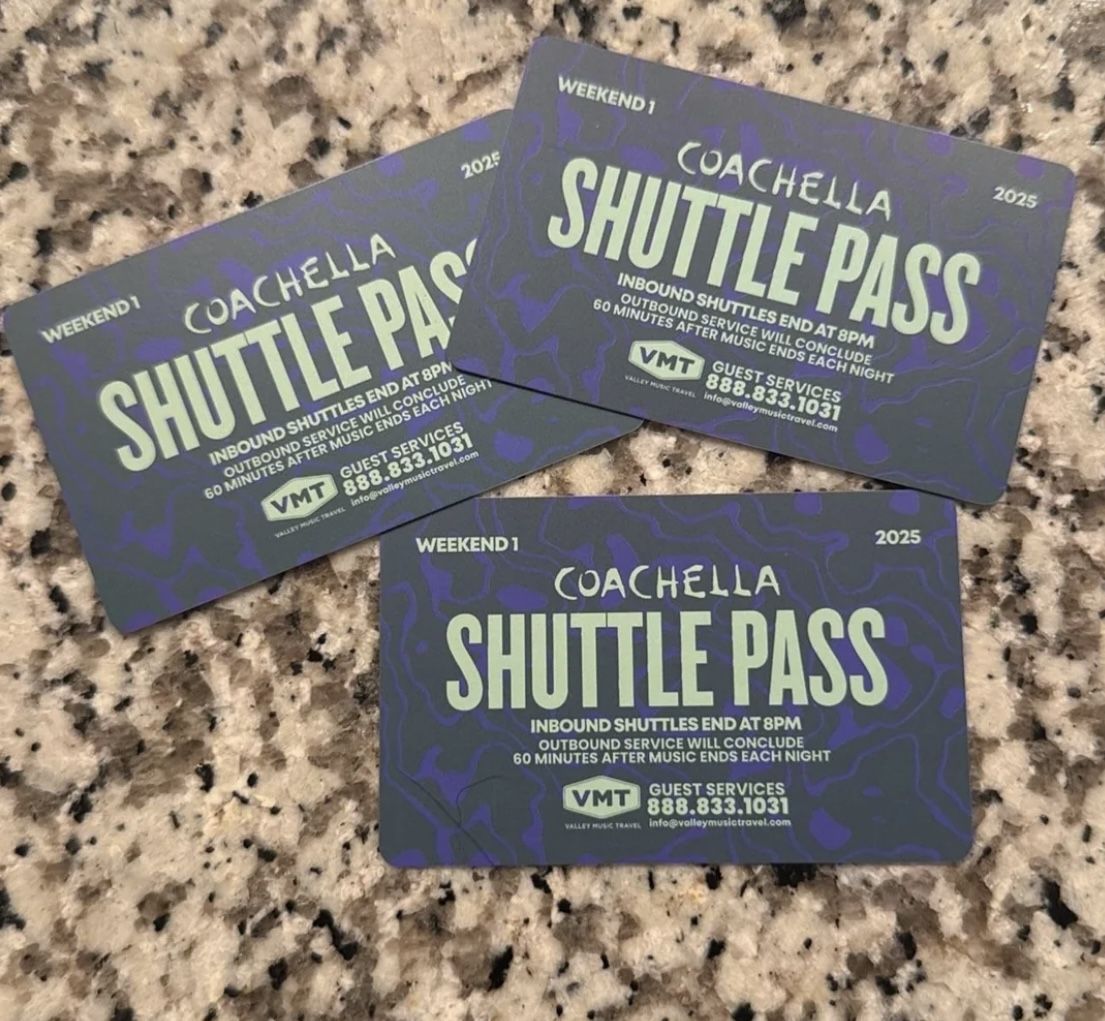 WEEKEND 1
2025
COACHELLA
SHUTTLE PAS
INBOUND SHUTTLES END AT 8PM
OUTBOUND SERVICE WILL CONCLUDE
60 MINUTES AFTER MUSIC ENDS EACH NIGHT
VMT
VALLEY MUSIC TRAVEL
GUEST SERVICES
888.833.1031
info@valleymusictravel.com
WEEKEND 1
2025
COACHELLA
SHUTTLE PASS
INBOUND SHUTTLES END AT 8PM
OUTBOUND SERVICE WILL CONCLUDE
60 MINUTES AFTER MUSIC ENDS EACH NIGHT
VMT
VALLEY MUSIC TRAVEL
GUEST SERVICES
888.833.1031
info@valleymusictravel.com
WEEKEND 1
2025
COACHELLA
SHUTTLE PASS
INBOUND SHUTTLES END AT 8PM
OUTBOUND SERVICE WILL CONCLUDE
60 MINUTES AFTER MUSIC ENDS EACH NIGHT
VMT
VALLEY MUSIC TRAVEL
GUEST SERVICES
888.833.1031
info@valleymusictravel.com